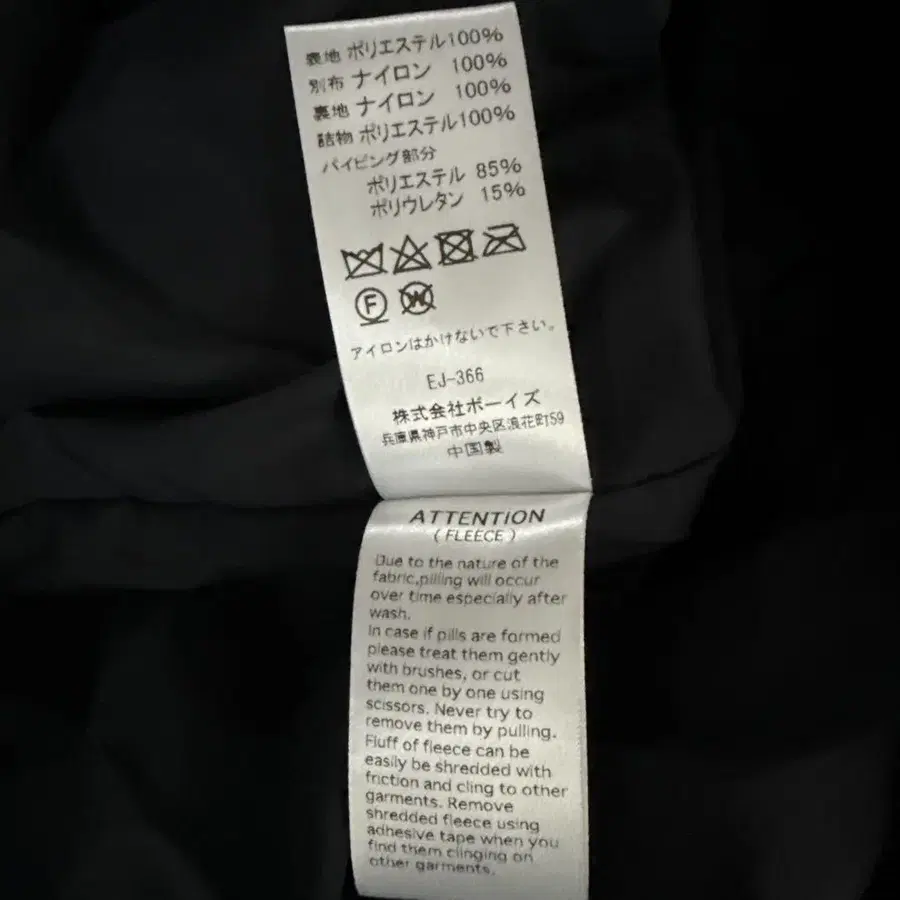 表地 ポリエステル100%
別布 ナイロン 100%
裏地 ナイロン 100%
詰物 ポリエステル100%
パイピング部分
ポリエステル 85%
ポリウレタン 15%
F W
アイロンはかけないで下さい。
EJ-366
株式会社ボーイズ
兵庫県神戸市中央区浪花町59
中国製
ATTENTION
( FLEECE )
Due to the nature of the
fabric,pilling will occur
over time especially after
wash.
In case if pills are formed
please treat them gently
with brushes, or cut
them one by one using
scissors. Never try to
remove them by pulling.
Fluff of fleece can be
easily be shredded with
friction and cling to other
garments. Remove
shredded fleece using
adhesive tape when you
find them clinging on
other garments.